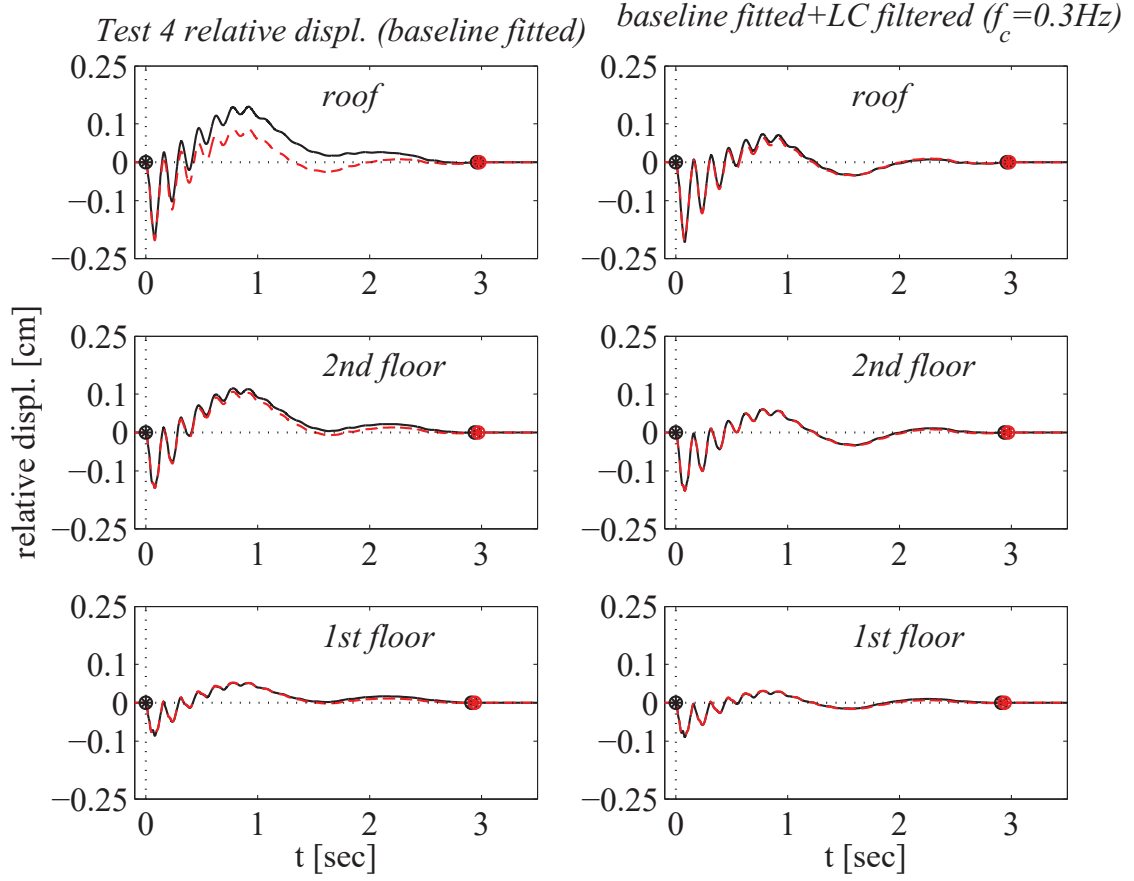 Test 4 relative displ. (baseline fitted)
baseline fitted+LC filtered (f_c=0.3Hz)
roof
0.25
0.1
0
−0.1
−0.25
0 1 2 3
roof
0.25
0.1
0
−0.1
−0.25
0 1 2 3
relative displ. [cm]
2nd floor
0.25
0.1
0
−0.1
−0.25
0 1 2 3
2nd floor
0.25
0.1
0
−0.1
−0.25
0 1 2 3
1st floor
0.25
0.1
0
−0.1
−0.25
0 1 2 3
t [sec]
1st floor
0.25
0.1
0
−0.1
−0.25
0 1 2 3
t [sec]